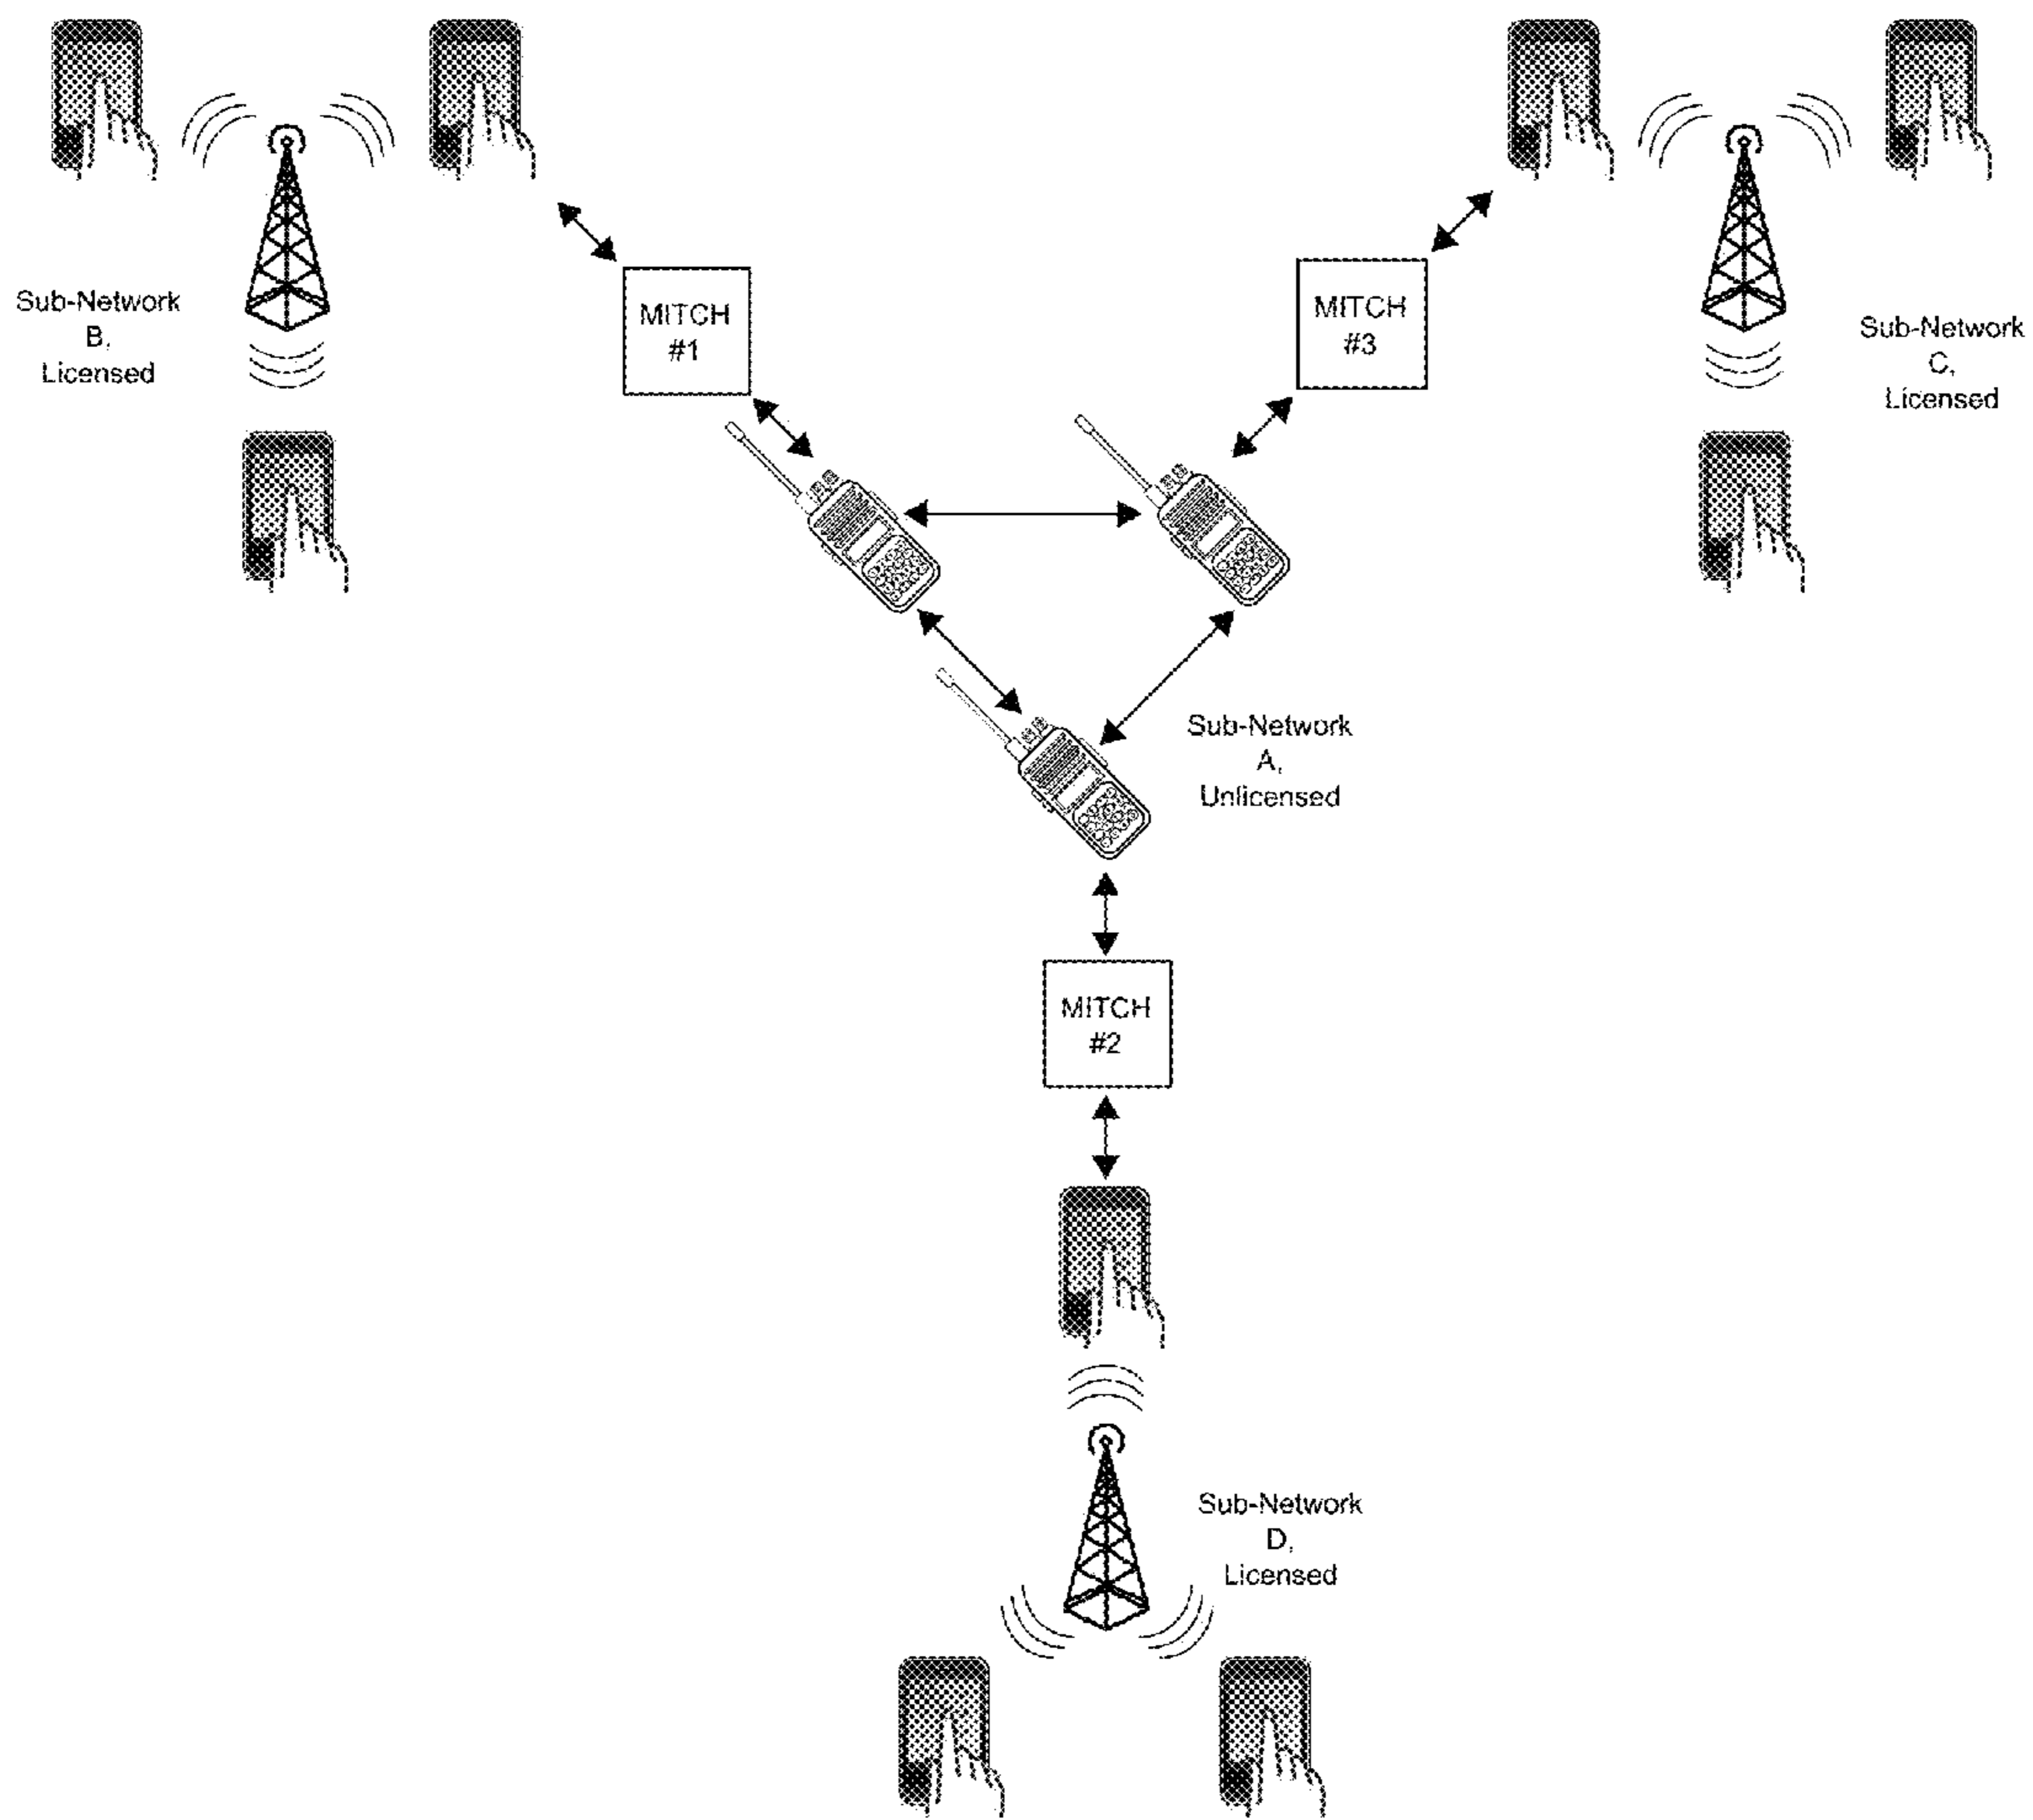 Sub-Network
B,
Licensed
MITCH
#1
MITCH
#3
Sub-Network
C,
Licensed
Sub-Network
A,
Unlicensed
MITCH
#2
Sub-Network
D,
Licensed